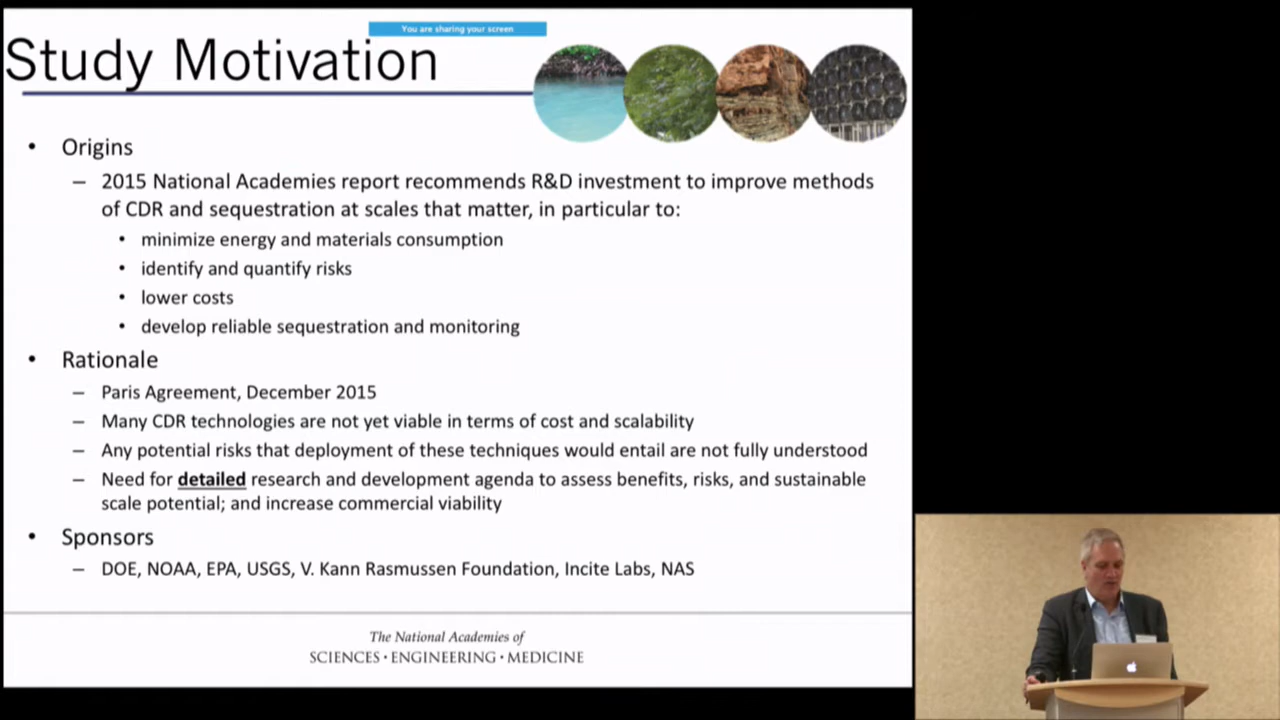 You are sharing your screen
Study Motivation
• Origins
– 2015 National Academies report recommends R&D investment to improve methods
of CDR and sequestration at scales that matter, in particular to:
• minimize energy and materials consumption
• identify and quantify risks
• lower costs
• develop reliable sequestration and monitoring
• Rationale
– Paris Agreement, December 2015
– Many CDR technologies are not yet viable in terms of cost and scalability
– Any potential risks that deployment of these techniques would entail are not fully understood
– Need for detailed research and development agenda to assess benefits, risks, and sustainable
scale potential; and increase commercial viability
• Sponsors
– DOE, NOAA, EPA, USGS, V. Kann Rasmussen Foundation, Incite Labs, NAS
The National Academies of
SCIENCES · ENGINEERING · MEDICINE